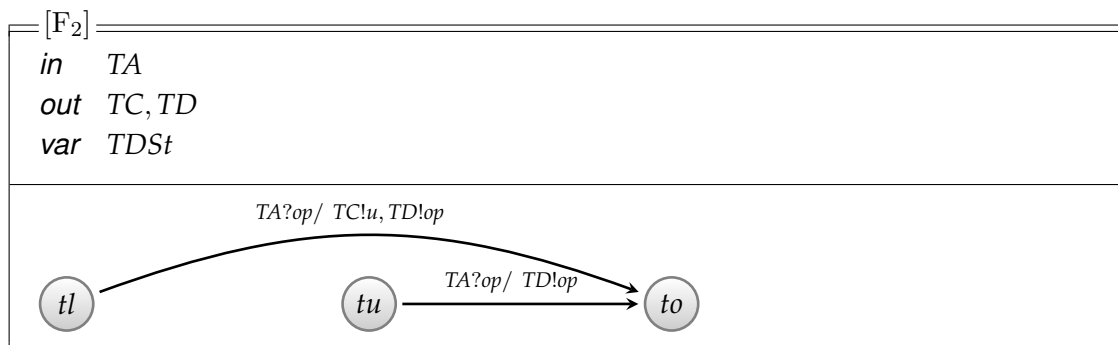 [F₂]
in TA
out TC, TD
var TDSt
TA?op/ TC!u, TD!op
TA?op/ TD!op
tl tu to